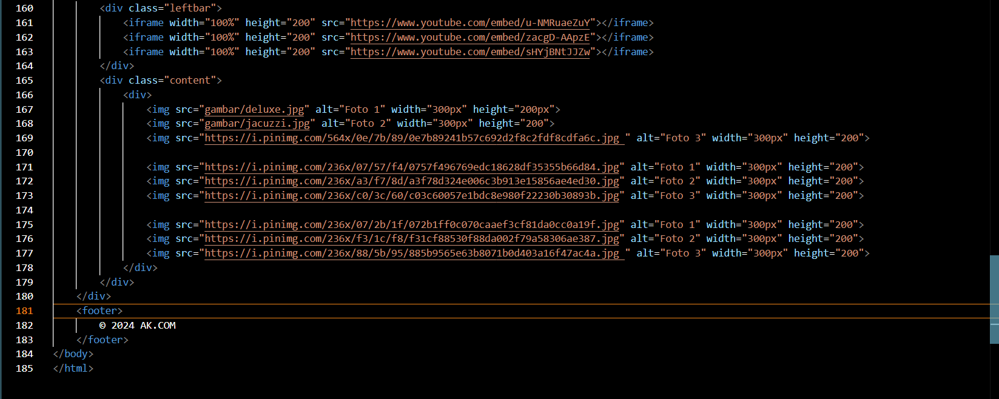 160 <div class="leftbar">
161 <iframe width="100%" height="200" src="https://www.youtube.com/embed/u-NMRuaeZuY"></iframe>
162 <iframe width="100%" height="200" src="https://www.youtube.com/embed/zacgD-AApzE"></iframe>
163 <iframe width="100%" height="200" src="https://www.youtube.com/embed/sHYjBNtJJZw"></iframe>
164 </div>
165 <div class="content">
166 <div>
167 <img src="gambar/deluxe.jpg" alt="Foto 1" width="300px" height="200px">
168 <img src="gambar/jacuzzi.jpg" alt="Foto 2" width="300px" height="200">
169 <img src="https://i.pinimg.com/564x/0e/7b/89/0e7b89241b57c692d2f8c2fdf8cdfa6c.jpg " alt="Foto 3" width="300px" height="200">
170
171 <img src="https://i.pinimg.com/236x/07/57/f4/0757f496769edc18628df35355b66d84.jpg" alt="Foto 1" width="300px" height="200">
172 <img src="https://i.pinimg.com/236x/a3/f7/8d/a3f78d324e006c3b913e15856ae4ed30.jpg" alt="Foto 2" width="300px" height="200">
173 <img src="https://i.pinimg.com/236x/c0/3c/60/c03c60057e1bdc8e980f22230b30893b.jpg" alt="Foto 3" width="300px" height="200">
174
175 <img src="https://i.pinimg.com/236x/07/2b/1f/072b1ff0c070caaef3cf81da0cc0a19f.jpg" alt="Foto 1" width="300px" height="200">
176 <img src="https://i.pinimg.com/236x/f3/1c/f8/f31cf88530f88da002f79a58306ae387.jpg" alt="Foto 2" width="300px" height="200">
177 <img src="https://i.pinimg.com/236x/88/5b/95/885b9565e63b8071b0d403a16f47ac4a.jpg " alt="Foto 3" width="300px" height="200">
178 </div>
179 </div>
180 </div>
181 <footer>
182 © 2024 AK.COM
183 </footer>
184 </body>
185 </html>